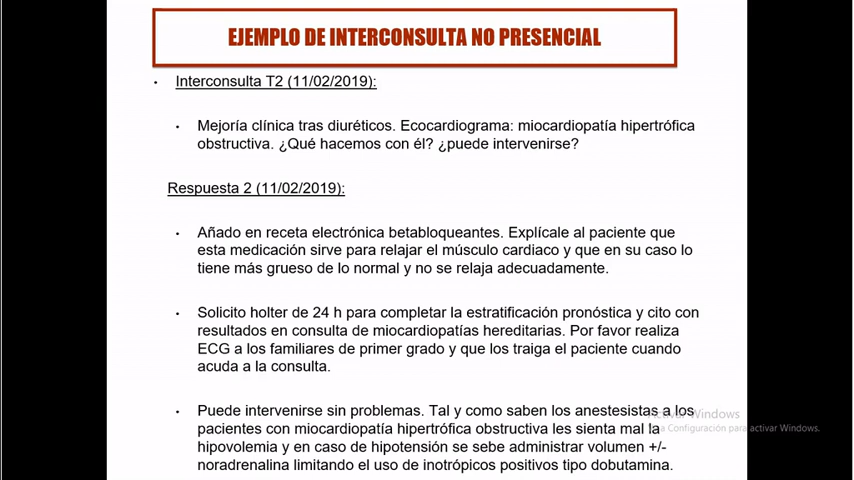 EJEMPLO DE INTERCONSULTA NO PRESENCIAL
• Interconsulta T2 (11/02/2019):
• Mejoría clínica tras diuréticos. Ecocardiograma: miocardiopatía hipertrófica
obstructiva. ¿Qué hacemos con él? ¿puede intervenirse?
Respuesta 2 (11/02/2019):
• Añado en receta electrónica betabloqueantes. Explícale al paciente que
esta medicación sirve para relajar el músculo cardiaco y que en su caso lo
tiene más grueso de lo normal y no se relaja adecuadamente.
• Solicito holter de 24 h para completar la estratificación pronóstica y cito con
resultados en consulta de miocardiopatías hereditarias. Por favor realiza
ECG a los familiares de primer grado y que los traiga el paciente cuando
acuda a la consulta.
• Puede intervenirse sin problemas. Tal y como saben los anestesistas a los
pacientes con miocardiopatía hipertrófica obstructiva les sienta mal la
hipovolemia y en caso de hipotensión se sebe administrar volumen +/-
noradrenalina limitando el uso de inotrópicos positivos tipo dobutamina.
Activar Windows
a Configuración para activar Windows.